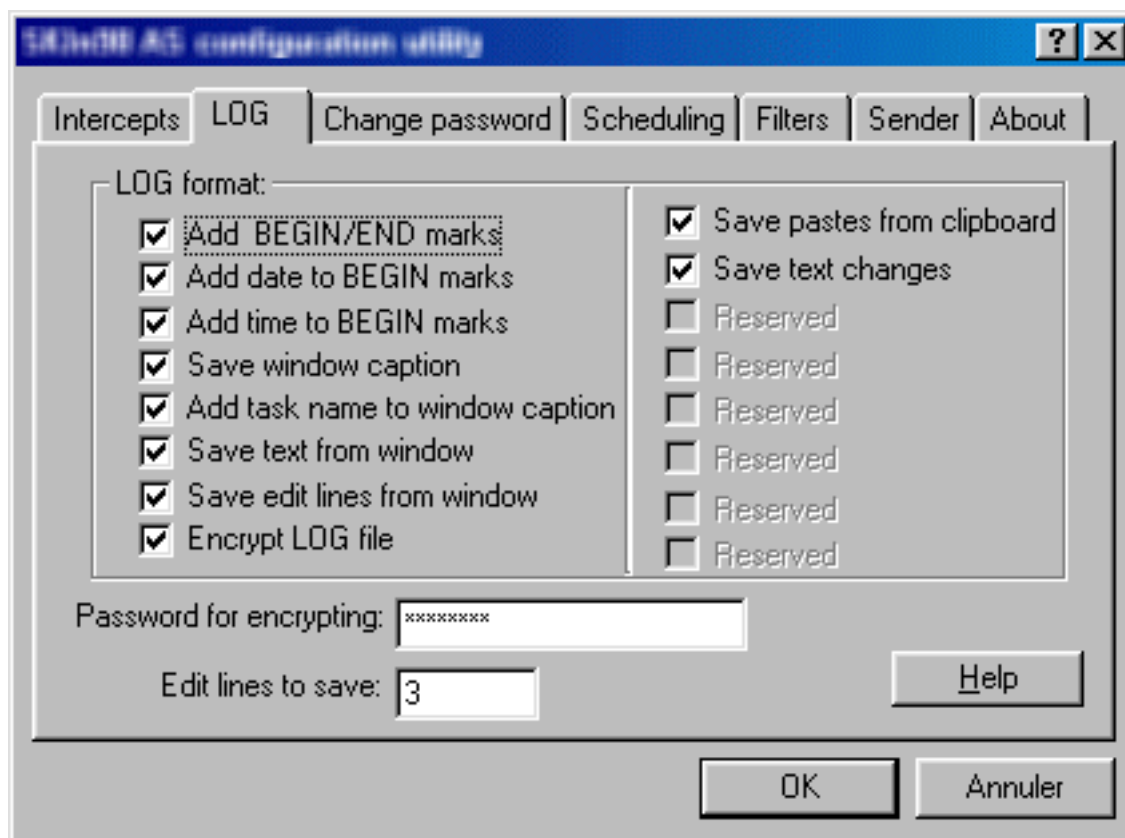 configuration utility
Intercepts LOG Change password Scheduling Filters Sender About
LOG format:
Add BEGIN/END marks
Add date to BEGIN marks
Add time to BEGIN marks
Save window caption
Add task name to window caption
Save text from window
Save edit lines from window
Encrypt LOG file
Save pastes from clipboard
Save text changes
Reserved
Reserved
Reserved
Reserved
Reserved
Reserved
Password for encrypting: xxxxxxxx
Edit lines to save: 3
Help
OK Annuler